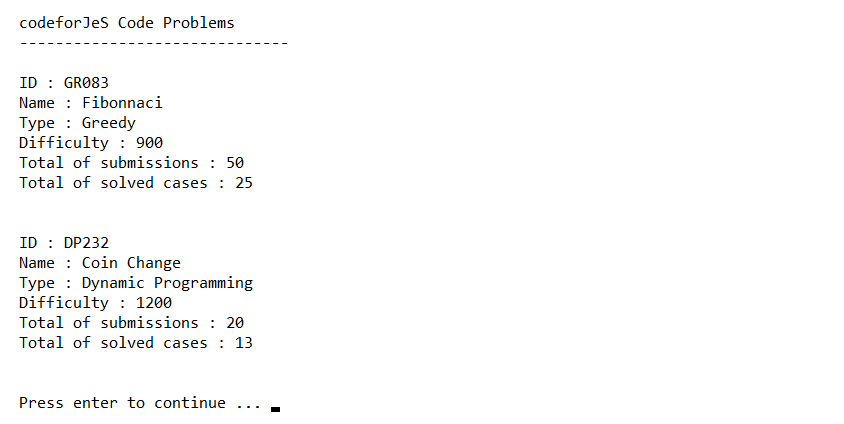 codeforJeS Code Problems
------------------------------
ID : GR083
Name : Fibonnaci
Type : Greedy
Difficulty : 900
Total of submissions : 50
Total of solved cases : 25
ID : DP232
Name : Coin Change
Type : Dynamic Programming
Difficulty : 1200
Total of submissions : 20
Total of solved cases : 13
Press enter to continue ...